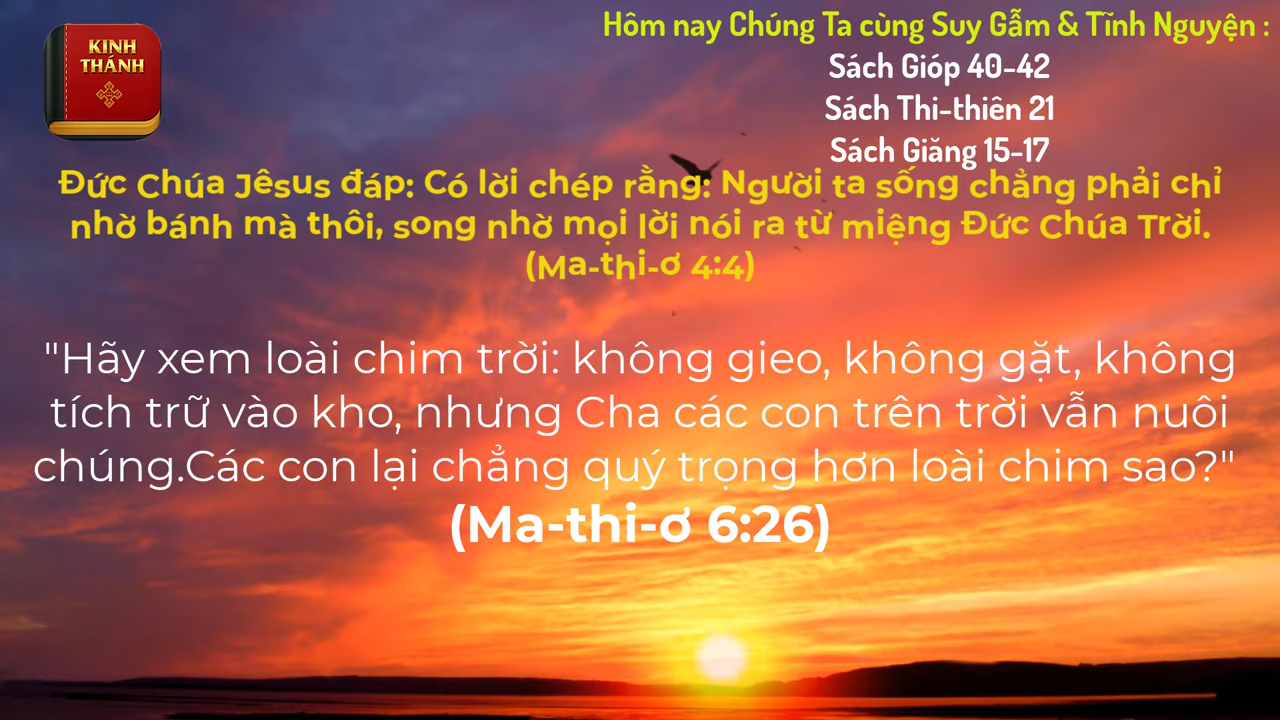 KINH
THÁNH
Hôm nay Chúng Ta cùng Suy Gẫm & Tĩnh Nguyện :
Sách Gióp 40-42
Sách Thi-thiên 21
Sách Giăng 15-17
Đức Chúa Jêsus đáp: Có lời chép rằng: Người ta sống chẳng phải chỉ
nhờ bánh mà thôi, song nhờ mọi lời nói ra từ miệng Đức Chúa Trời.
(Ma-thi-ơ 4:4)
"Hãy xem loài chim trời: không gieo, không gặt, không
tích trữ vào kho, nhưng Cha các con trên trời vẫn nuôi
chúng.Các con lại chẳng quý trọng hơn loài chim sao?"
(Ma-thi-ơ 6:26)